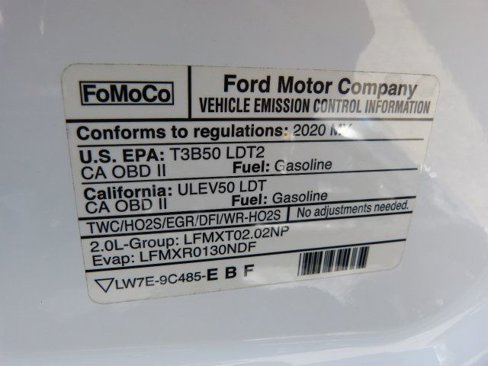 FoMoCo
Ford Motor Company
VEHICLE EMISSION CONTROL INFORMATION
Conforms to regulations: 2020 MY
U.S. EPA: T3B50 LDT2
CA OBD II Fuel: Gasoline
California: ULEV50 LDT
CA OBD II Fuel: Gasoline
TWC/HO2S/EGR/DFI/WR-HO2S No adjustments needed.
2.0L-Group: LFMXT02.02NP
Evap: LFMXR0130NDF
LW7E-9C485-E B F